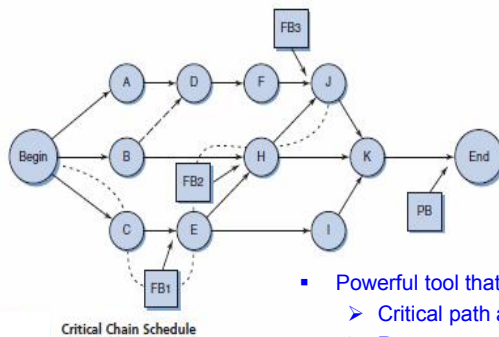 FB3
A
D
F
J
Begin
B
H
K
End
FB2
PB
C
E
I
FB1
Powerful tool that
Critical path
Critical Chain Schedule